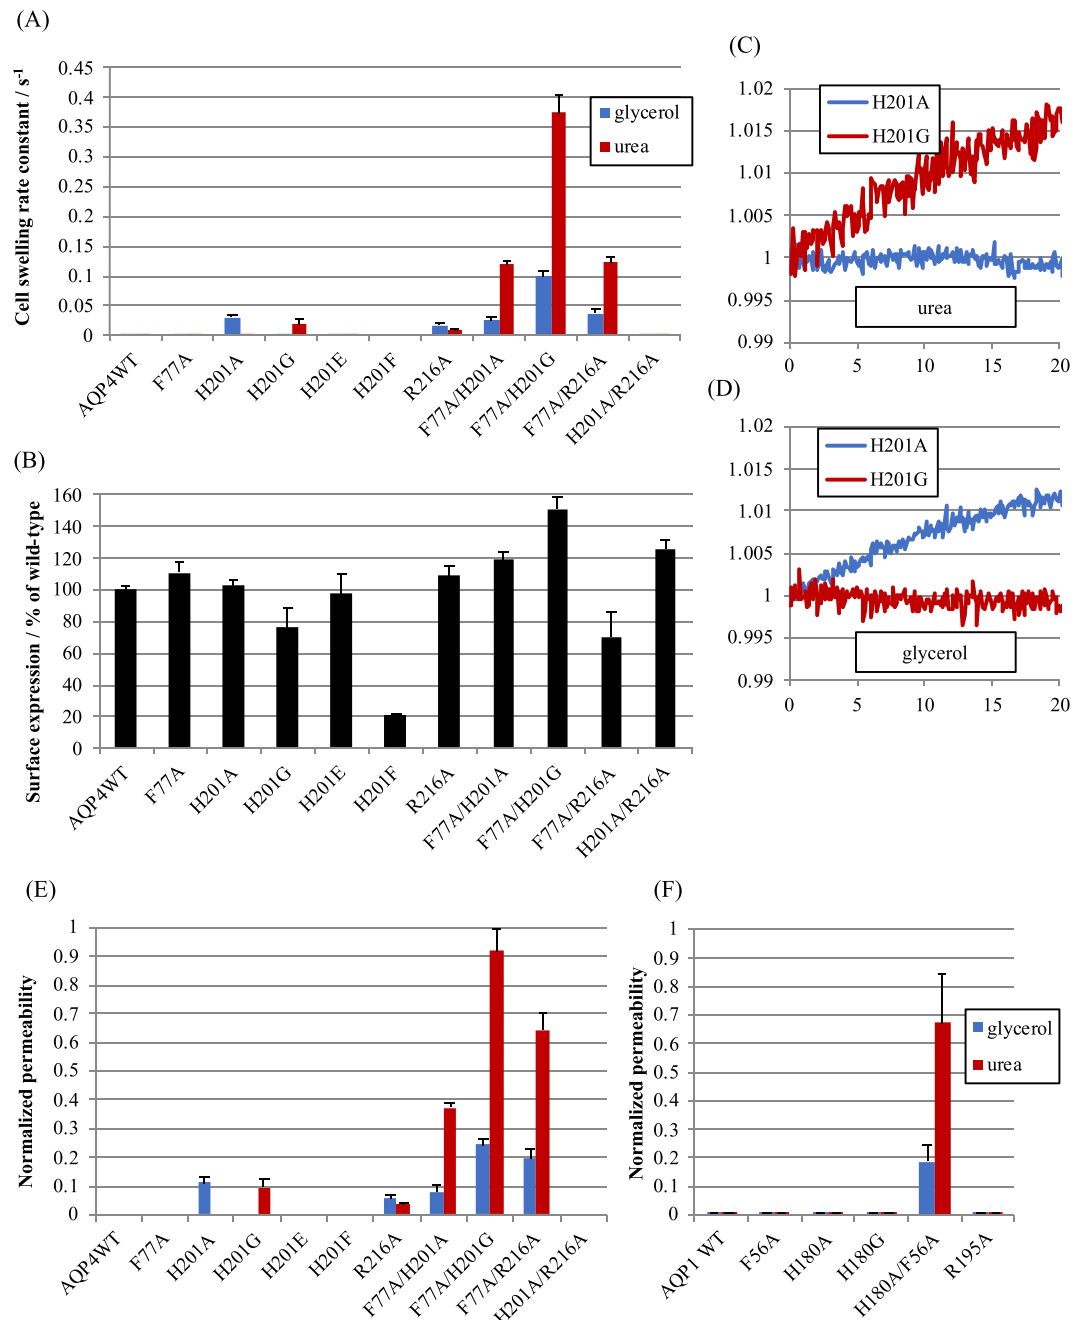 (A)
Cell swelling rate constant / s⁻¹
0.45
0.4
0.35
0.3
0.25
0.2
0.15
0.1
0.05
0
glycerol
urea
AQP4WT
F77A
H201A
H201G
H201E
H201F
R216A
F77A/H201A
F77A/H201G
F77A/R216A
H201A/R216A
(B)
Surface expression / % of wild-type
160
140
120
100
80
60
40
20
0
AQP4WT
F77A
H201A
H201G
H201E
H201F
R216A
F77A/H201A
F77A/H201G
F77A/R216A
H201A/R216A
(C)
1.02
1.015
1.01
1.005
1
0.995
0.99
H201A
H201G
urea
0 5 10 15 20
(D)
1.02
1.015
1.01
1.005
1
0.995
0.99
H201A
H201G
glycerol
0 5 10 15 20
(E)
Normalized permeability
1
0.9
0.8
0.7
0.6
0.5
0.4
0.3
0.2
0.1
0
AQP4WT
F77A
H201A
H201G
H201E
H201F
R216A
F77A/H201A
F77A/H201G
F77A/R216A
H201A/R216A
(F)
Normalized permeability
1
0.9
0.8
0.7
0.6
0.5
0.4
0.3
0.2
0.1
0
glycerol
urea
AQP1 WT
F56A
H180A
H180G
H180A/F56A
R195A